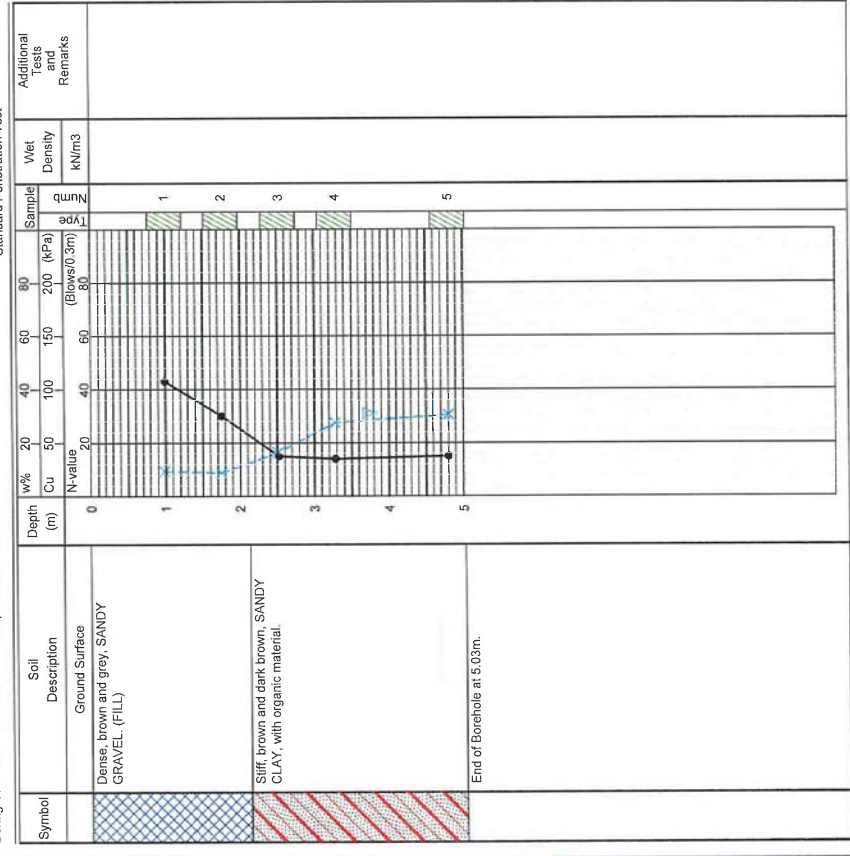 Symbol
Soil
Description
Depth
(m)
w% 20 40 60 80
Cu 50 100 150 200 (kPa)
N-value (Blows/0.3m)
20 40 60 80
Sample
Type
Numb
Wet
Density
kN/m3
Additional
Tests
and
Remarks
Ground Surface
0
Dense, brown and grey, SANDY
GRAVEL. (FILL)
1
1
2
2
Stiff, brown and dark brown, SANDY
CLAY, with organic material.
3
3
4
4
5
5
End of Borehole at 5.03m.